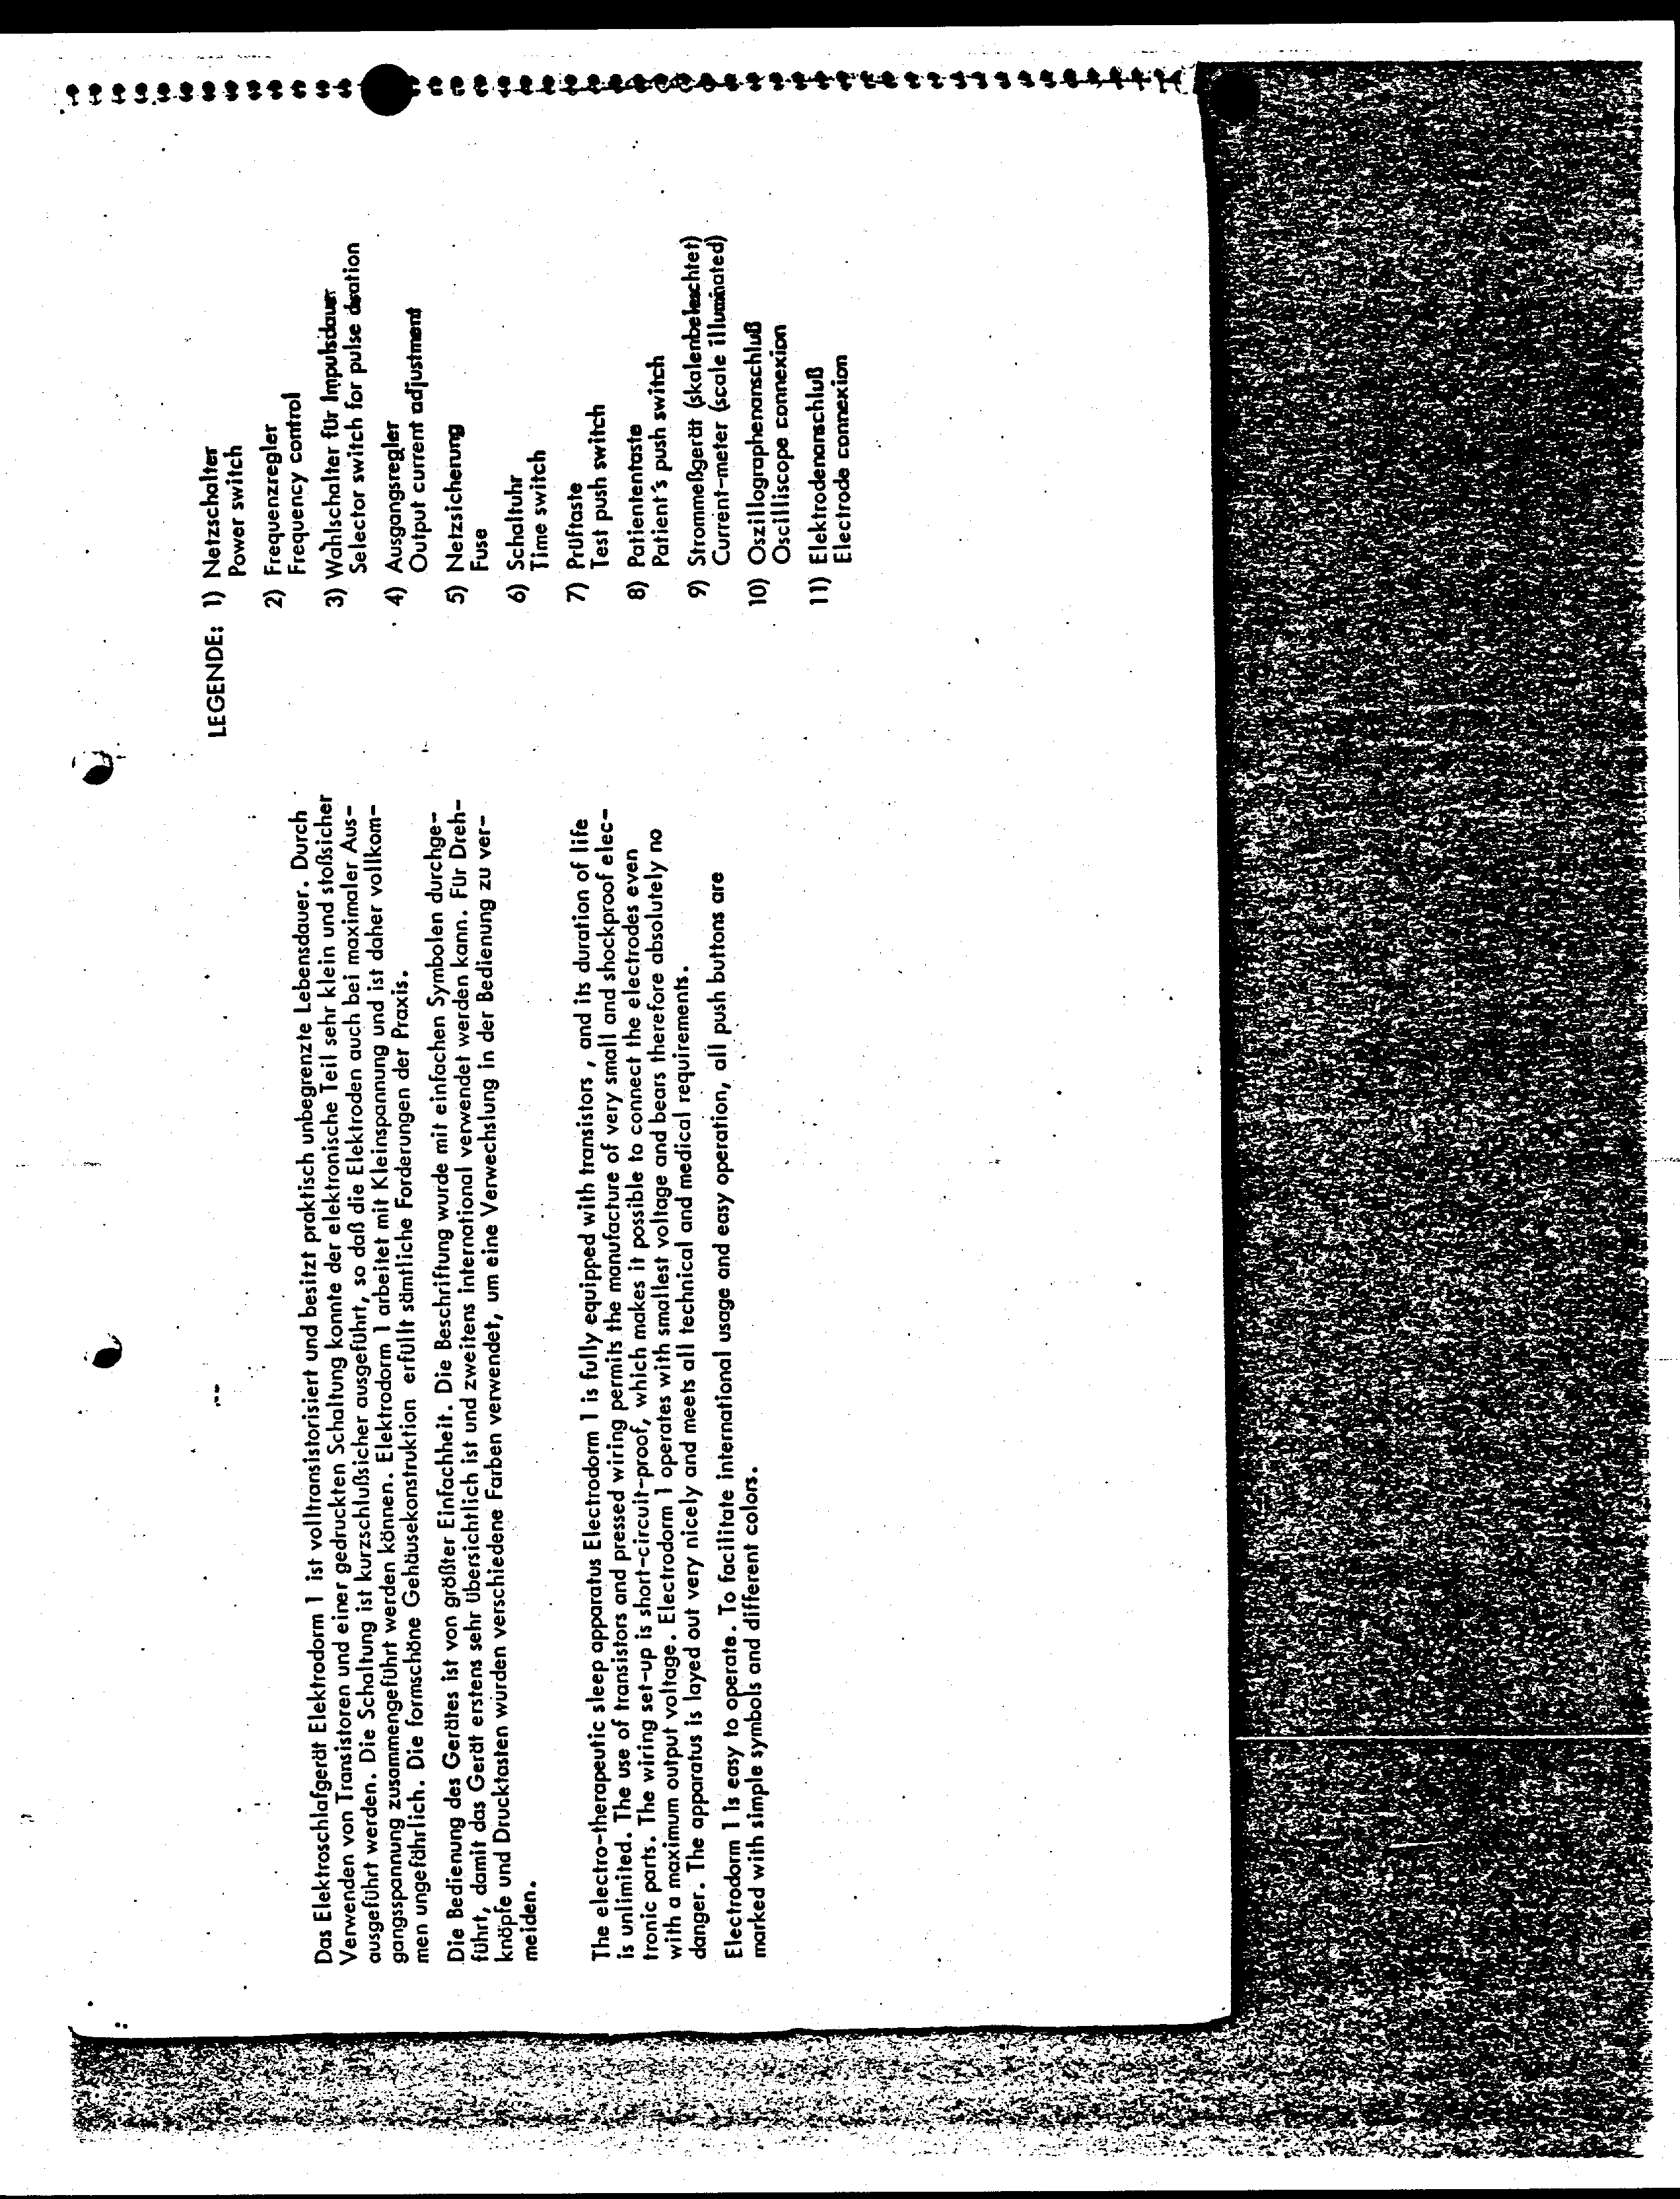 Das Elektroschlafgerät Elektrodorm 1 ist volltransistorisiert und besitzt praktisch unbegrenzte Lebensdauer. Durch
Verwenden von Transistoren und einer gedruckten Schaltung konnte der elektronische Teil sehr klein und stoßsicher
ausgeführt werden. Die Schaltung ist kurzschlußsicher ausgeführt, so daß die Elektroden auch bei maximaler Aus-
gangsspannung zusammengeführt werden können. Elektrodorm 1 arbeitet mit Kleinspannung und ist daher vollkom-
men ungefährlich. Die formschöne Gehäusekonstruktion erfüllt sämtliche Forderungen der Praxis.
Die Bedienung des Gerätes ist von größter Einfachheit. Die Beschriftung wurde mit einfachen Symbolen durchge-
führt, damit das Gerät erstens sehr übersichtlich ist und zweitens international verwendet werden kann. Für Dreh-
knöpfe und Drucktasten wurden verschiedene Farben verwendet, um eine Verwechslung in der Bedienung zu ver-
meiden.
The electro-therapeutic sleep apparatus Electrodorm 1 is fully equipped with transistors, and its duration of life
is unlimited. The use of transistors and pressed wiring permits the manufacture of very small and shockproof elec-
tronic parts. The wiring set-up is short-circuit-proof, which makes it possible to connect the electrodes even
with a maximum output voltage. Electrodorm 1 operates with smallest voltage and bears therefore absolutely no
danger. The apparatus is layed out very nicely and meets all technical and medical requirements.
Electrodorm 1 is easy to operate. To facilitate international usage and easy operation, all push buttons are
marked with simple symbols and different colors.
LEGENDE: 1) Netzschalter
Power switch
2) Frequenzregler
Frequency control
3) Wahlschalter für Impulsdauer
Selector switch for pulse duration
4) Ausgangsregler
Output current adjustment
5) Netzsicherung
Fuse
6) Schaltuhr
Time switch
7) Prüftaste
Test push switch
8) Patiententaste
Patient's push switch
9) Strommeßgerät (skalenbeleuchtet)
Current-meter (scale illuminated)
10) Oszillographenanschluß
Oscilliscope connexion
11) Elektrodenanschluß
Electrode connexion